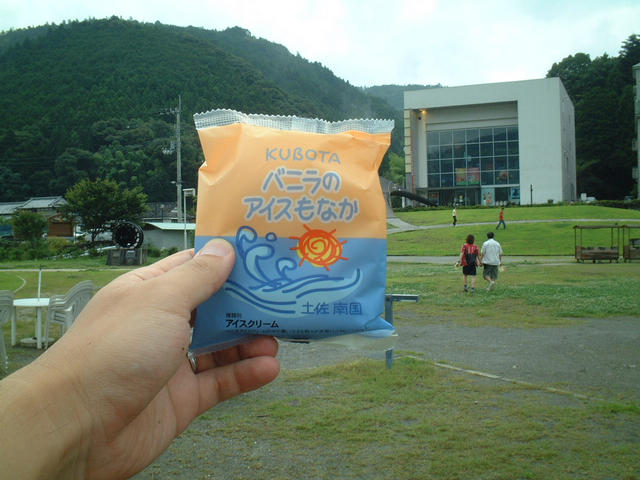 KUBOTA
バニラの
アイスもなか
土佐南国
種類別
アイスクリーム